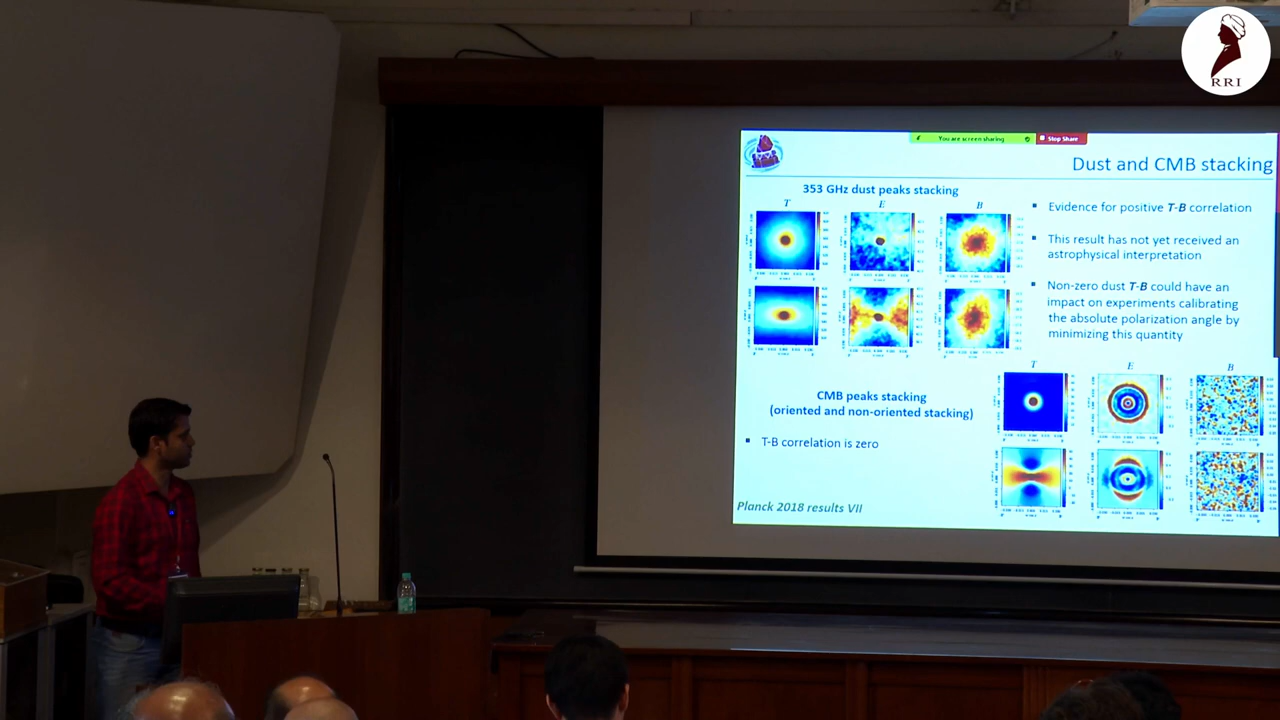 RRI
You are screen sharing
Stop Share
Dust and CMB stacking
353 GHz dust peaks stacking
T E B
▪ Evidence for positive T-B correlation
▪ This result has not yet received an
astrophysical interpretation
▪ Non-zero dust T-B could have an
impact on experiments calibrating
the absolute polarization angle by
minimizing this quantity
T E B
CMB peaks stacking
(oriented and non-oriented stacking)
▪ T-B correlation is zero
Planck 2018 results VII